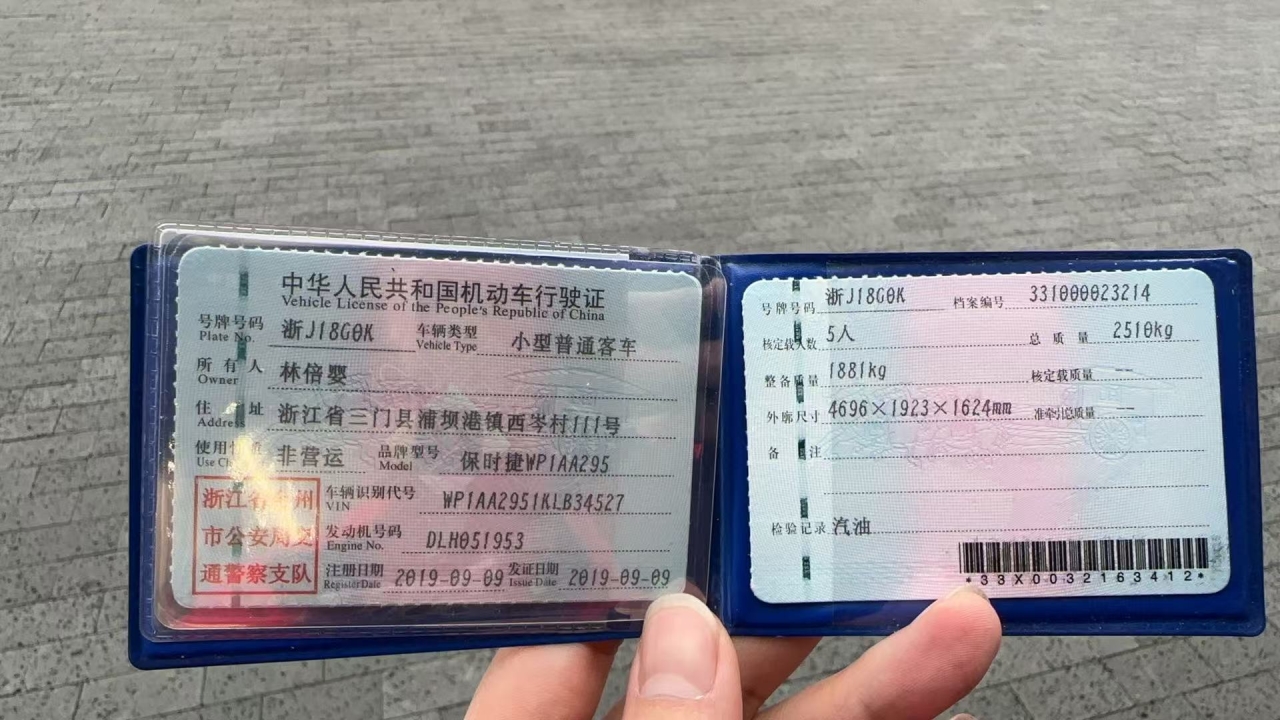 中华人民共和国机动车行驶证
Vehicle License of the People's Republic of China
号牌号码 浙J18G0K 车辆类型 小型普通客车
Plate No. Vehicle Type
所有人 林倍婴
Owner
住址 浙江省三门县浦坝港镇西岑村111号
Address
使用性质 非营运 品牌型号 保时捷WP1AA295
Use Model
浙江省 州 车辆识别代号 WP1AA2951KLB34527
VIN
市公安局交 发动机号码 DLH051953
Engine No.
通警察支队 注册日期 2019-09-09 发证日期 2019-09-09
Register Date Issue Date
号牌号码 浙J18G0K 档案编号 331000023214
核定载人数 5人 总质量 2510kg
整备质量 1881kg 核定载质量 --
外廓尺寸 4696×1923×1624mm 准牵引总质量 --
备注
检验记录 汽油
*33X0032163412*